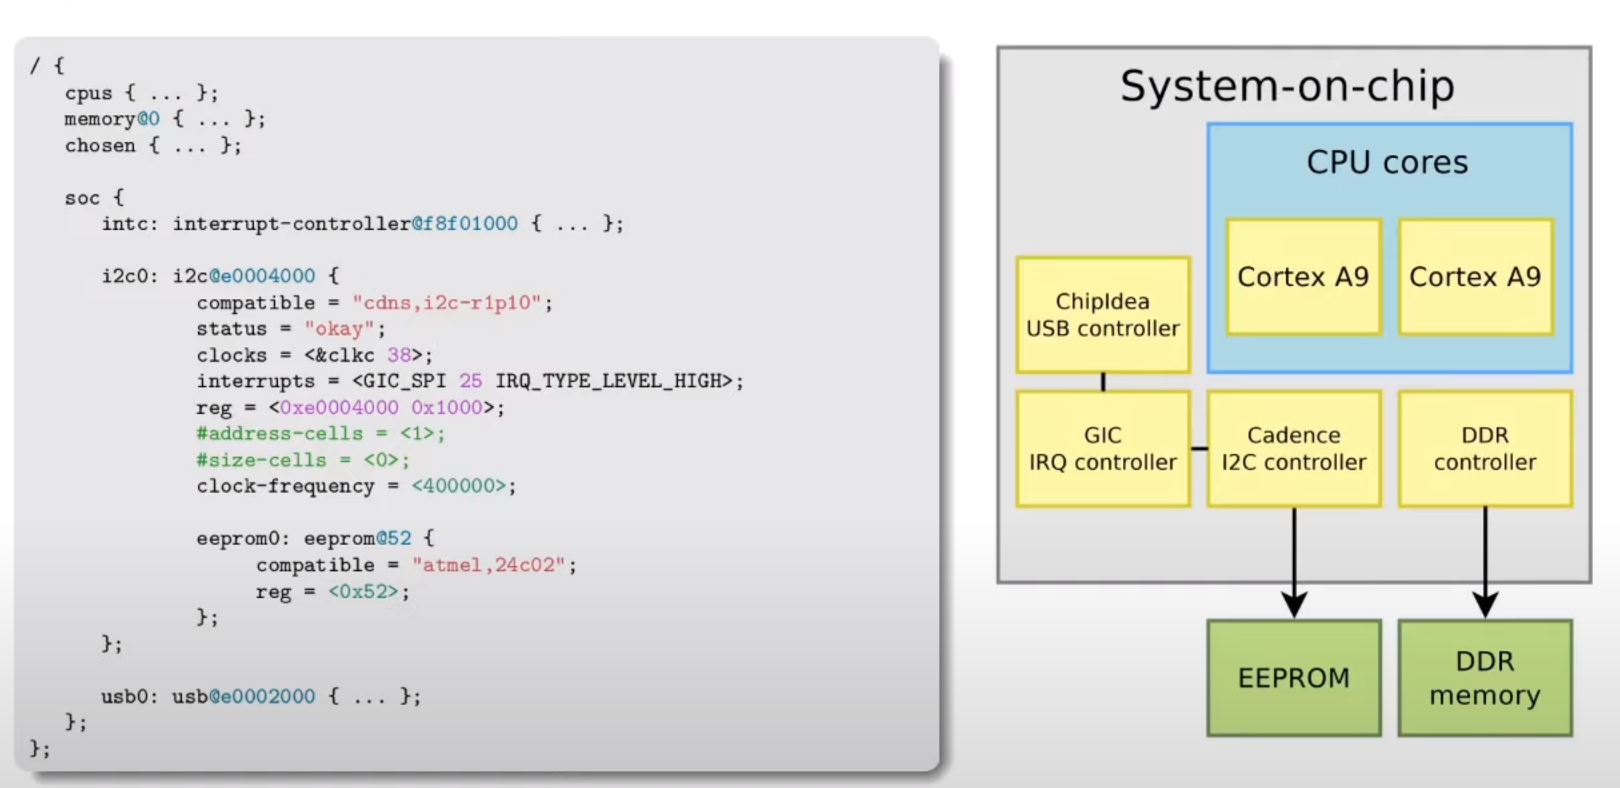 / {
cpus { ... };
memory@0 { ... };
chosen { ... };
soc {
intc: interrupt-controller@f8f01000 { ... };
i2c0: i2c@e0004000 {
compatible = "cdns,i2c-r1p10";
status = "okay";
clocks = <&clkc 38>;
interrupts = <GIC_SPI 25 IRQ_TYPE_LEVEL_HIGH>;
reg = <0xe0004000 0x1000>;
#address-cells = <1>;
#size-cells = <0>;
clock-frequency = <400000>;
eeprom0: eeprom@52 {
compatible = "atmel,24c02";
reg = <0x52>;
};
};
usb0: usb@e0002000 { ... };
};
};
System-on-chip
CPU cores
Cortex A9
Cortex A9
ChipIdea
USB controller
GIC
IRQ controller
Cadence
I2C controller
DDR
controller
EEPROM
DDR
memory